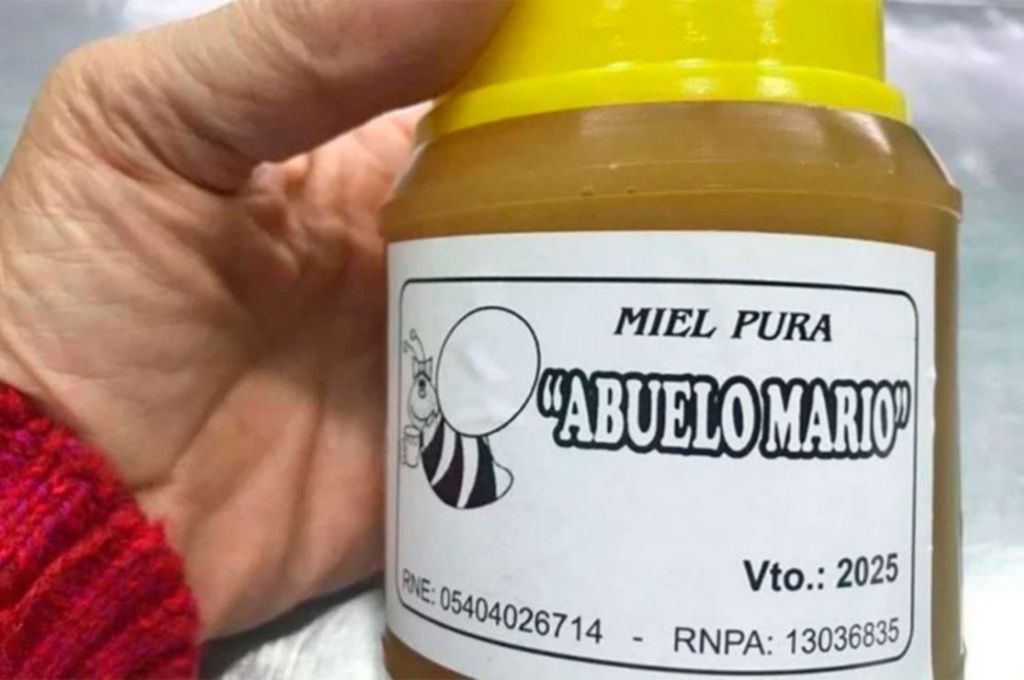 MIEL PURA
"ABUELO MARIO"
Vto.: 2025
RNE: 05404026714 - RNPA: 13036835